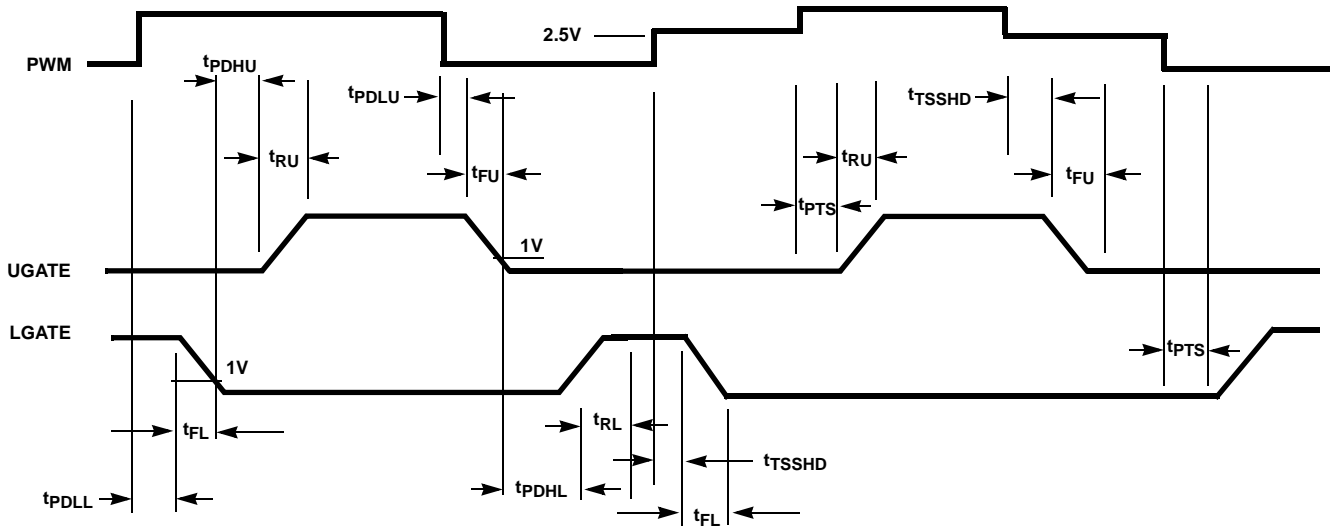 2.5V
PWM
tPDHU
tPDLU
tTSSHD
tRU
tFU
tRU
tFU
tPTS
1V
UGATE
LGATE
1V
tPTS
tFL
tRL
tTSSHD
tPDLL
tPDHL
tFL